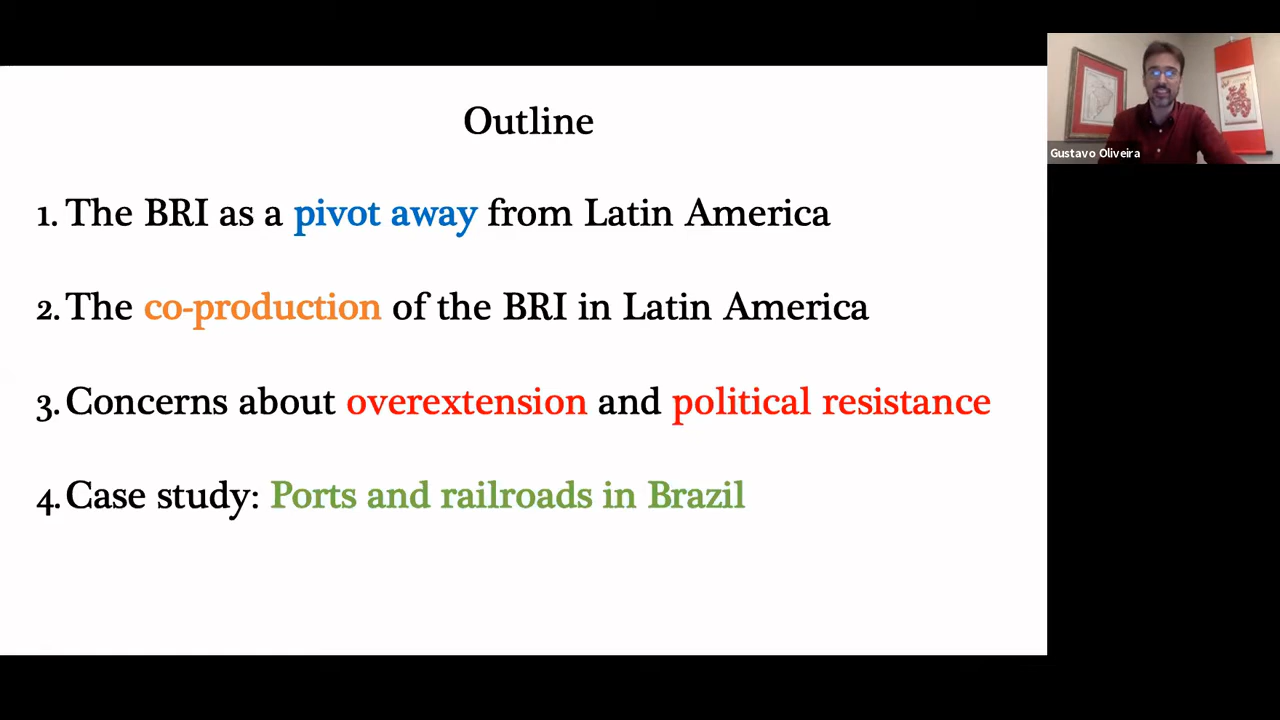 Outline
1. The BRI as a pivot away from Latin America
2. The co-production of the BRI in Latin America
3. Concerns about overextension and political resistance
4. Case study: Ports and railroads in Brazil
Gustavo Oliveira